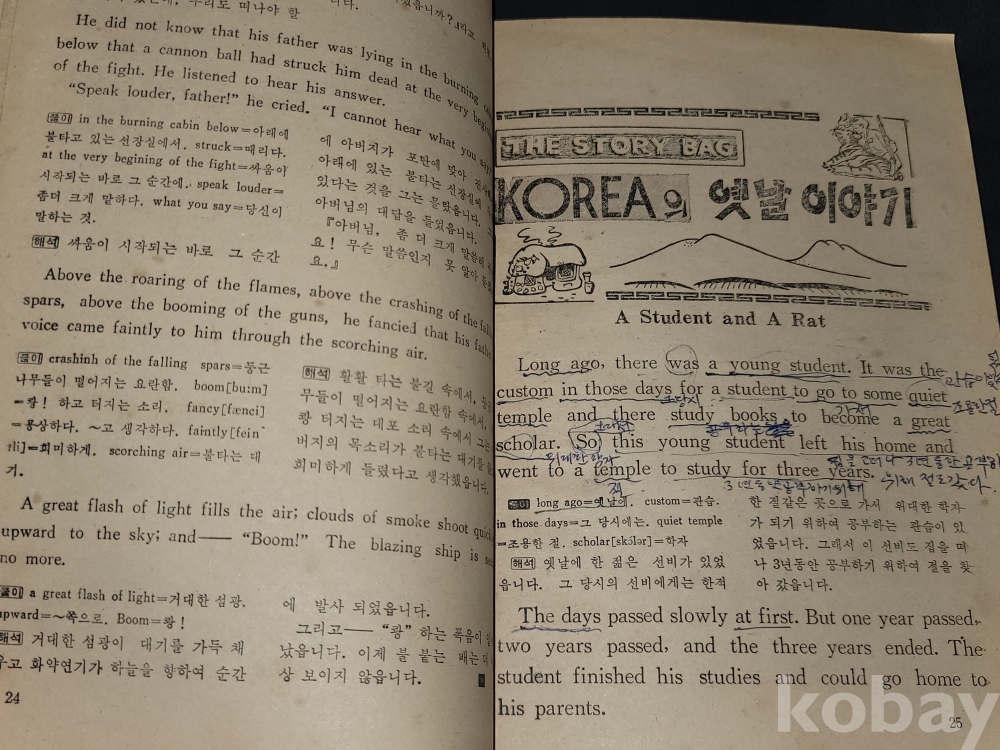 He did not know that his father was lying in the burning
below that a cannon ball had struck him dead at the very
of the fight. He listened to hear his answer.
"Speak louder, father!" he cried. "I cannot hear what you
풀이 in the burning cabin below=아래에
불타고 있는 선장실에서. struck=때리다.
at the very begining of the fight=싸움이
시작되는 바로 그 순간에. speak louder=
좀더 크게 말하다. what you say=당신이
말하는 것.
해석 싸움이 시작되는 바로 그 순간
에 아버지가 포탄에 맞아
아래에 있는 불타는 선장실에
있다는 것을 그는 몰랐읍니다.
아버님의 대답을 들었읍니다.
『아버님, 좀 더 크게 말씀해
요! 무슨 말씀인지 못 알아
요.』
Above the roaring of the flames, above the crashing of the
spars, above the booming of the guns, he fancied that his father
voice came faintly to him through the scorching air.
풀이 crashinh of the falling spars=둥근
나무들이 떨어지는 요란함. boom[bu:m]
=쾅! 하고 터지는 소리. fancy[fænci]
=몽상하다. ~고 생각하다. faintly[fein
tli]=희미하게. scorching air=불타는 대
기.
해석 활활 타는 불길 속에서,
무들이 떨어지는 요란함 속에서,
쾅 터지는 대포 소리 속에서 그는
버지의 목소리가 불타는 대기를
희미하게 들렸다고 생각했읍니다.
A great flash of light fills the air; clouds of smoke shoot
upward to the sky; and—— "Boom!" The blazing ship is
no more.
풀이 a great flash of light=거대한 섬광.
upward=~쪽으로. Boom=쾅!
해석 거대한 섬광이 대기를 가득 채
우고 화약연기가 하늘을 향하여 순간
에 발사 되었읍니다.
그리고—— "쾅" 하는 폭음이
났읍니다. 이제 불 붙는 배는 더
상 보이지 않읍니다.
24
THE STORY BAG
KOREA의 옛날 이야기
A Student and A Rat
Long ago, there was a young student. It was the
custom in those days for a student to go to some quiet
temple and there study books to become a great
scholar. So this young student left his home and
went to a temple to study for three years.
풀이 long ago=옛날에. custom=관습.
in those days=그 당시에는. quiet temple
=조용한 절. scholar[skɔ́lər]=학자
해석 옛날에 한 젊은 선비가 있었
읍니다. 그 당시의 선비에게는 한적
한 절같은 곳으로 가서 위대한 학자
가 되기 위하여 공부하는 관습이 있
었읍니다. 그래서 이 선비도 집을 떠
나 3년동안 공부하기 위하여 절을 찾
아 갔읍니다.
The days passed slowly at first. But one year passed,
two years passed, and the three years ended. The
student finished his studies and could go home to
his parents.
25
kobay